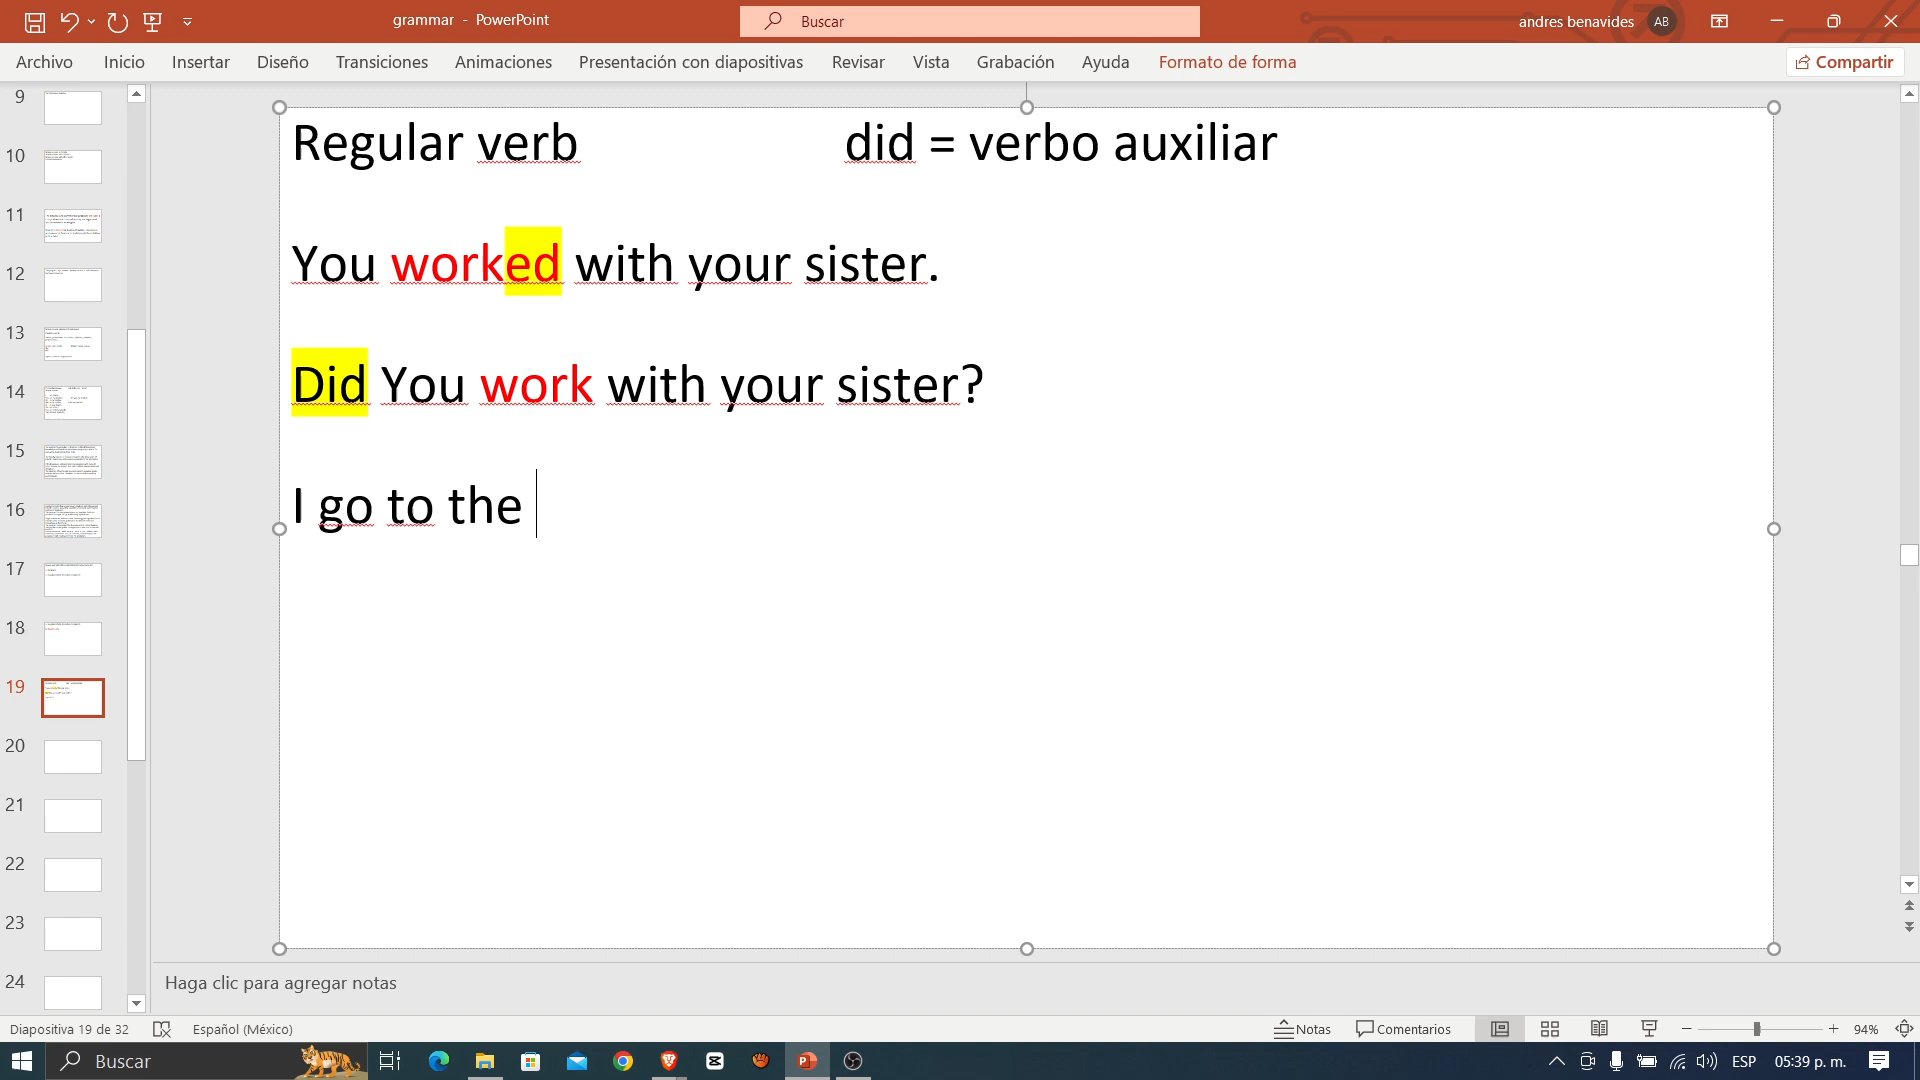 grammar - PowerPoint
Buscar
andres benavides
AB
Archivo Inicio Insertar Diseño Transiciones Animaciones Presentación con diapositivas Revisar Vista Grabación Ayuda Formato de forma Compartir
9
10
11
12
13
14
15
16
17
18
19
20
21
22
23
24
Regular verb did = verbo auxiliar
You worked with your sister.
Did You work with your sister?
I go to the
Haga clic para agregar notas
Diapositiva 19 de 32 Español (México) Notas Comentarios 94%
Buscar ESP 05:39 p. m.